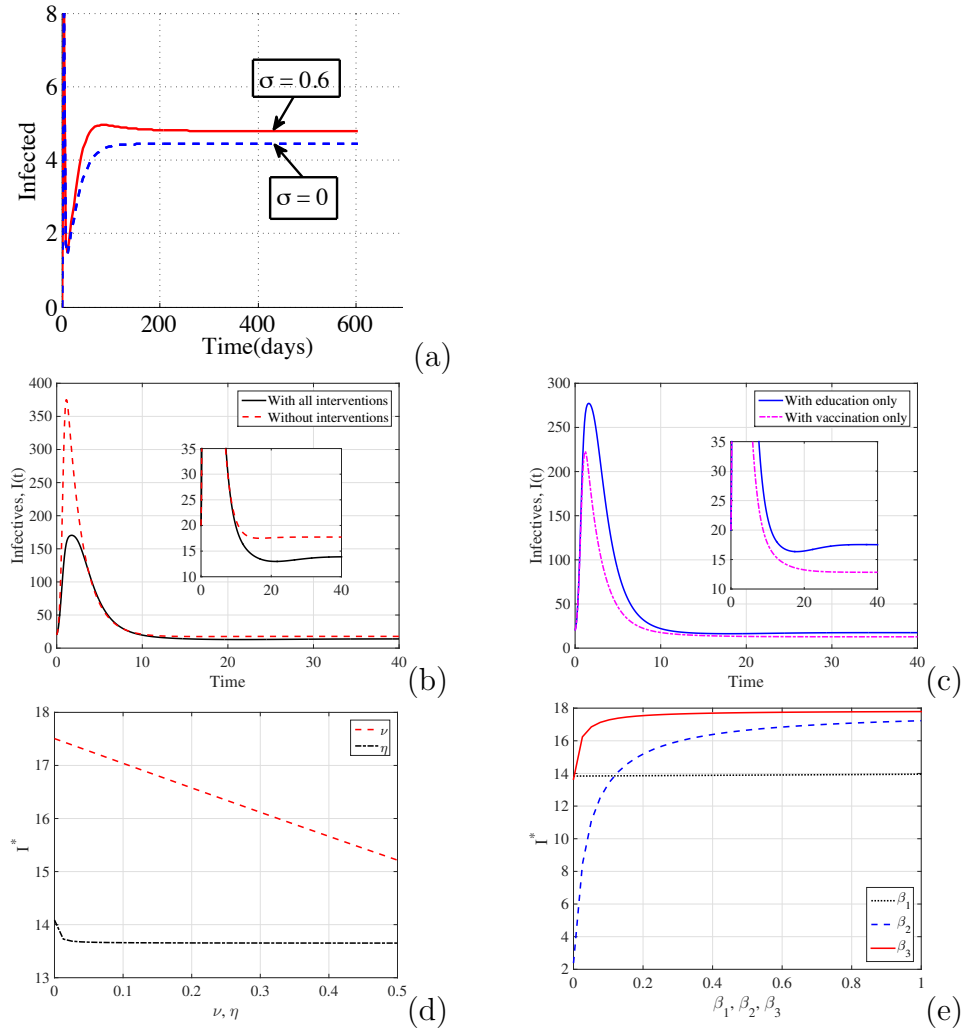 8
6
4
2
0
Infected
σ = 0.6
σ = 0
0 200 400 600
Time(days)
(a)
400
350
300
250
200
150
100
50
0
Infectives, I(t)
With all interventions
Without interventions
35
30
25
20
15
10
0 20 40
0 10 20 30 40
Time
(b)
300
250
200
150
100
50
0
Infectives, I(t)
With education only
With vaccination only
35
30
25
20
15
10
0 20 40
0 10 20 30 40
Time
(c)
18
17
16
15
14
13
I*
ν
η
0 0.1 0.2 0.3 0.4 0.5
ν, η
(d)
18
16
14
12
10
8
6
4
2
I*
β1
β2
β3
0 0.2 0.4 0.6 0.8 1
β1, β2, β3
(e)